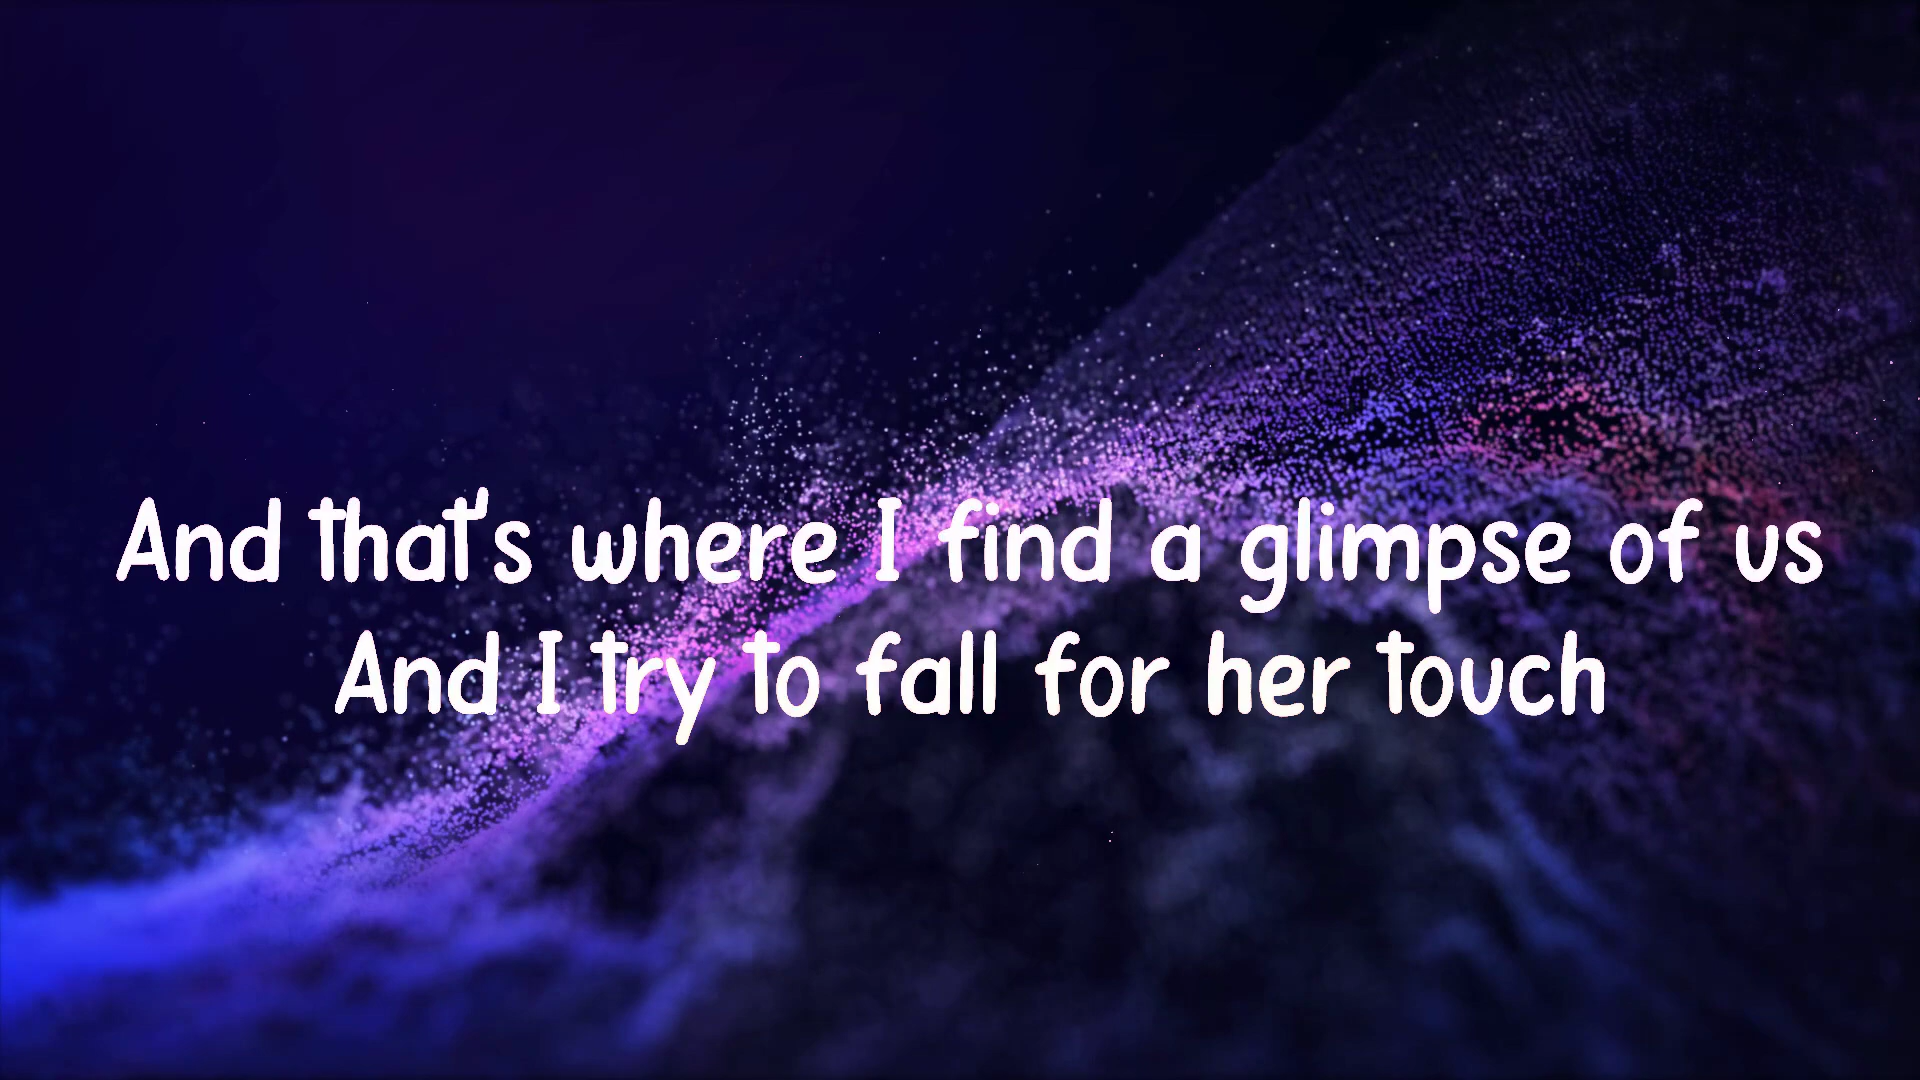 And that's where I find a glimpse of us
And I try to fall for her touch